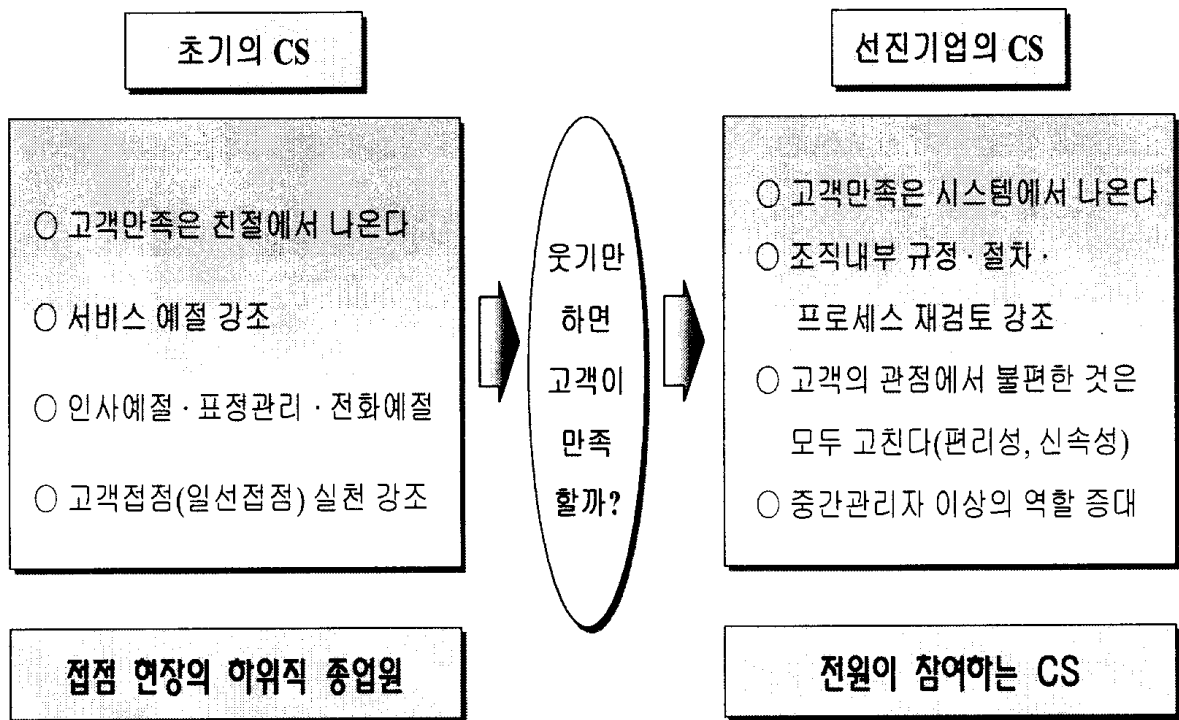 초기의 CS
○ 고객만족은 친절에서 나온다
○ 서비스 예절 강조
○ 인사예절 · 표정관리 · 전화예절
○ 고객접점(일선접점) 실천 강조
접점 현장의 하위직 종업원
웃기만
하면
고객이
만족
할까?
선진기업의 CS
○ 고객만족은 시스템에서 나온다
○ 조직내부 규정 · 절차 ·
프로세스 재검토 강조
○ 고객의 관점에서 불편한 것은
모두 고친다(편리성, 신속성)
○ 중간관리자 이상의 역할 증대
전원이 참여하는 CS